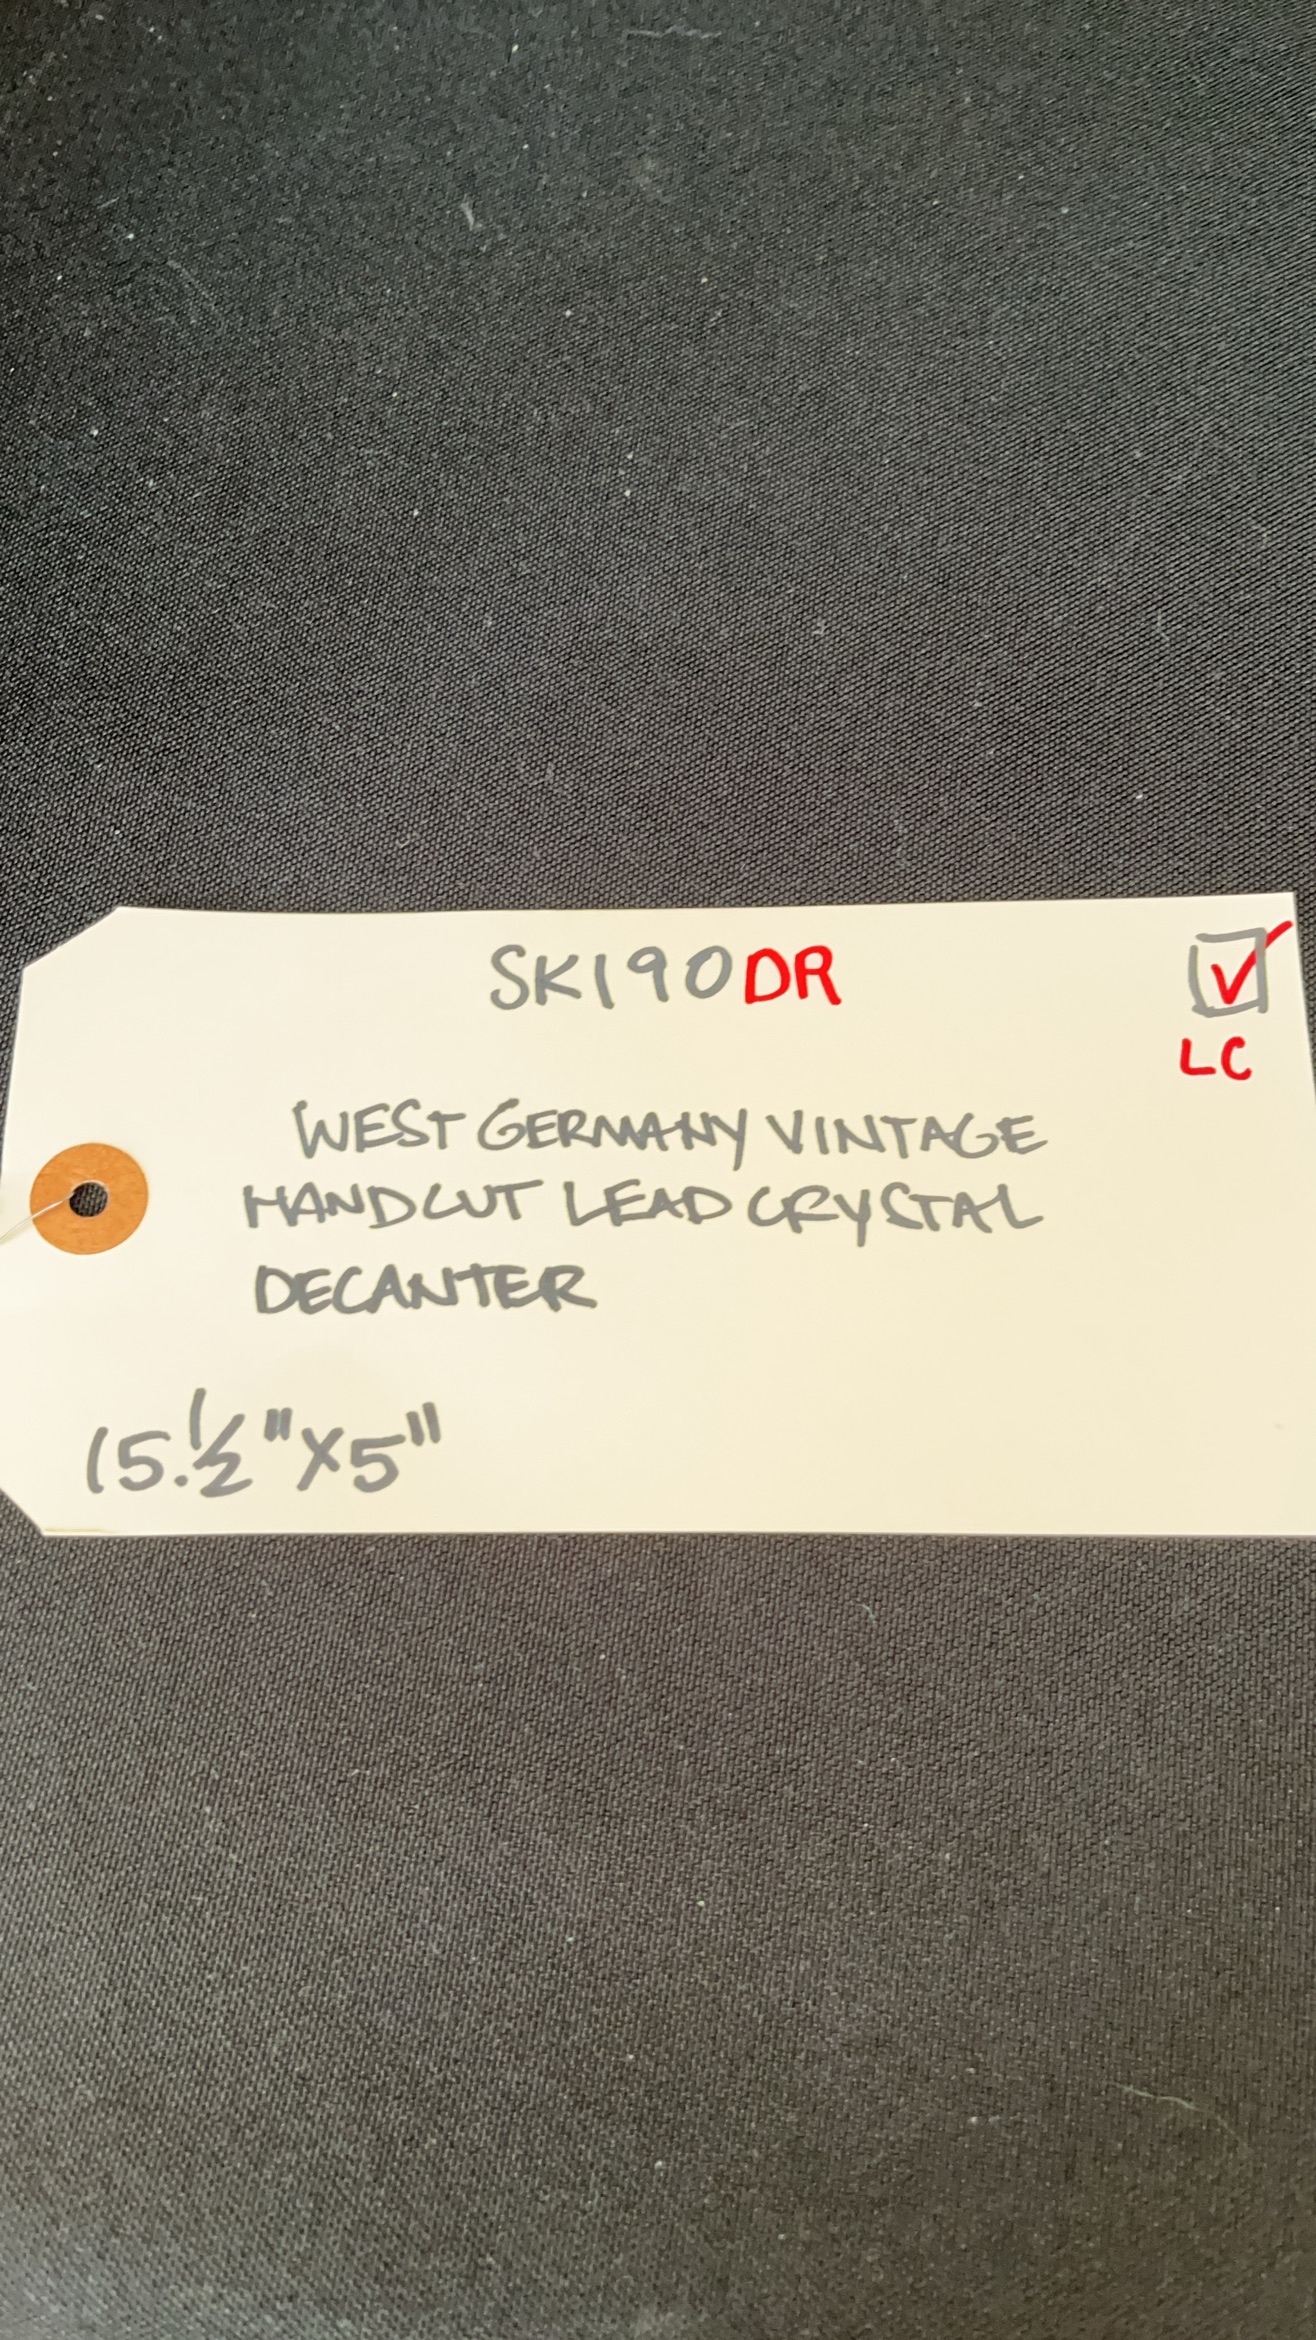 SK190DR
☑
LC
WEST GERMANY VINTAGE
HANDCUT LEAD CRYSTAL
DECANTER
15.½"X5"